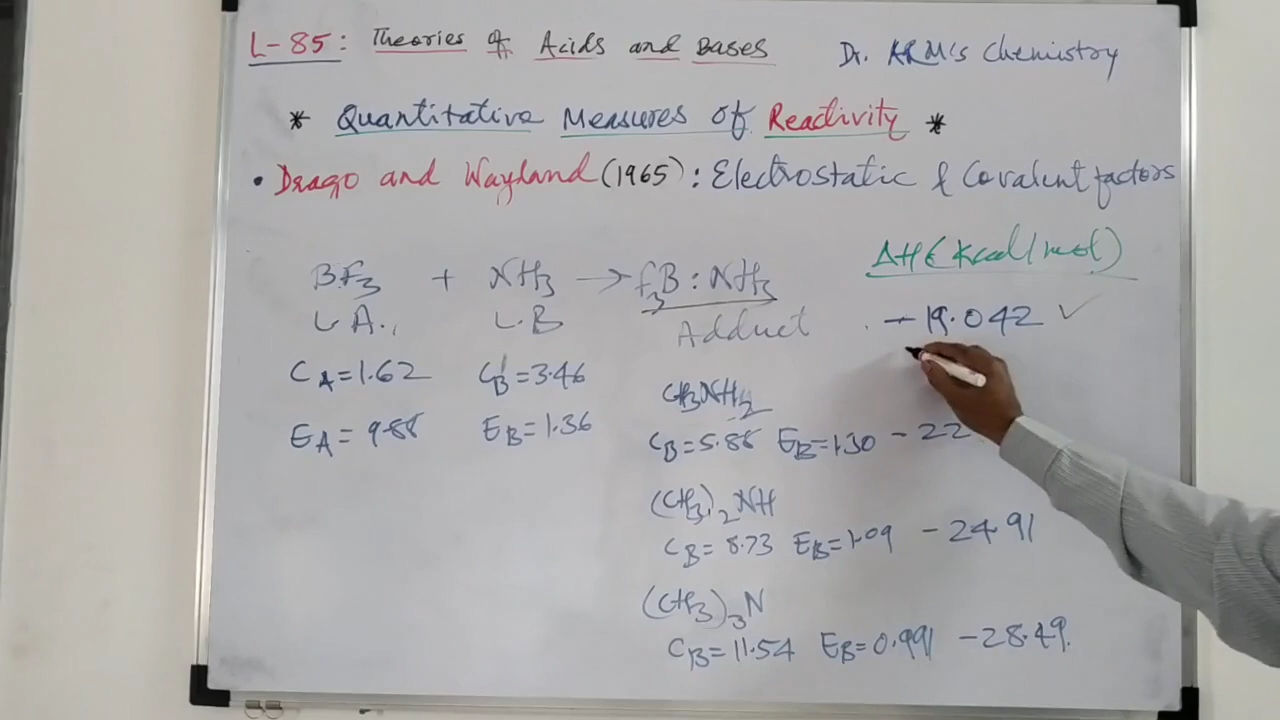 L-85: Theories of Acids and Bases Dr. KRM's Chemistry
* Quantitative Measures of Reactivity *
• Drago and Wayland (1965): Electrostatic & Covalent factors
ΔH (kcal/mol)
BF3 + NH3 → F3B:NH3
L.A. L.B Adduct -19.042 ✓
CA=1.62 CB=3.46
CH3NH2
EA=9.88 EB=1.36
CB=5.88 EB=1.30 -22
(CH3)2NH
CB=8.73 EB=1.09 -24.91
(CH3)3N
CB=11.54 EB=0.991 -28.49